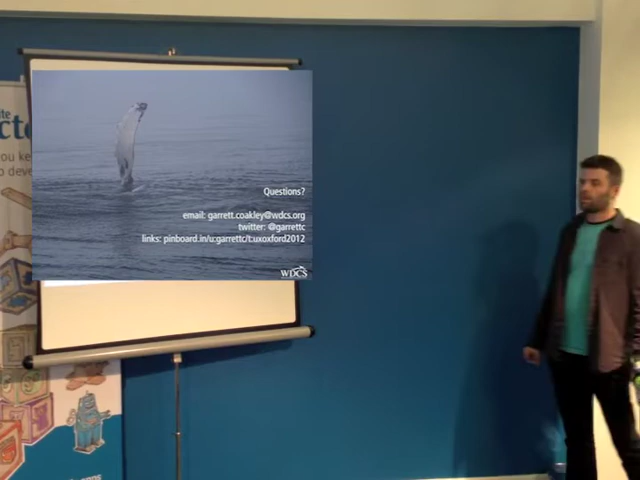 Questions?
email: garrett.coakley@wdcs.org
twitter: @garrettc
links: pinboard.in/u:garrettc/t:uxoxford2012
WDCS